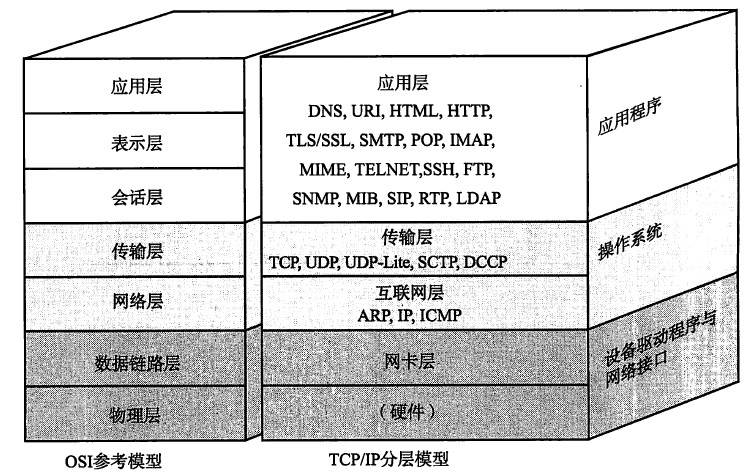 应用层
表示层
会话层
传输层
网络层
数据链路层
物理层
OSI参考模型
应用层
DNS, URI, HTML, HTTP,
TLS/SSL, SMTP, POP, IMAP,
MIME, TELNET,SSH, FTP,
SNMP, MIB, SIP, RTP, LDAP
传输层
TCP, UDP, UDP-Lite, SCTP, DCCP
互联网层
ARP, IP, ICMP
网卡层
（硬件）
TCP/IP分层模型
应用程序
操作系统
设备驱动程序与
网络接口